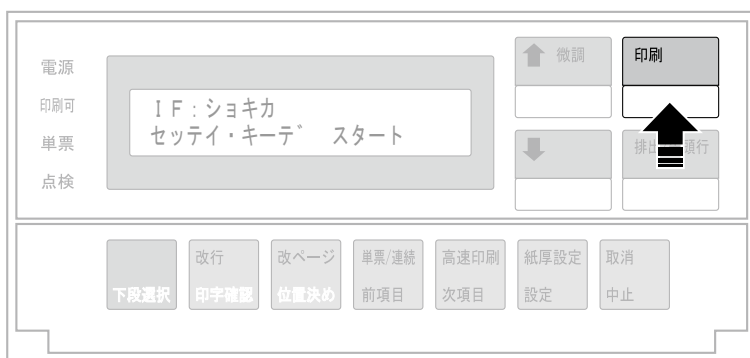 電源
印刷可
単票
点検
IF:ショキカ
セッテイ・キーデ゛ スタート
微調
印刷
排出
頭行
下段選択
改行
印字確認
改ページ
位置決め
単票/連続
前項目
高速印刷
次項目
紙厚設定
設定
取消
中止